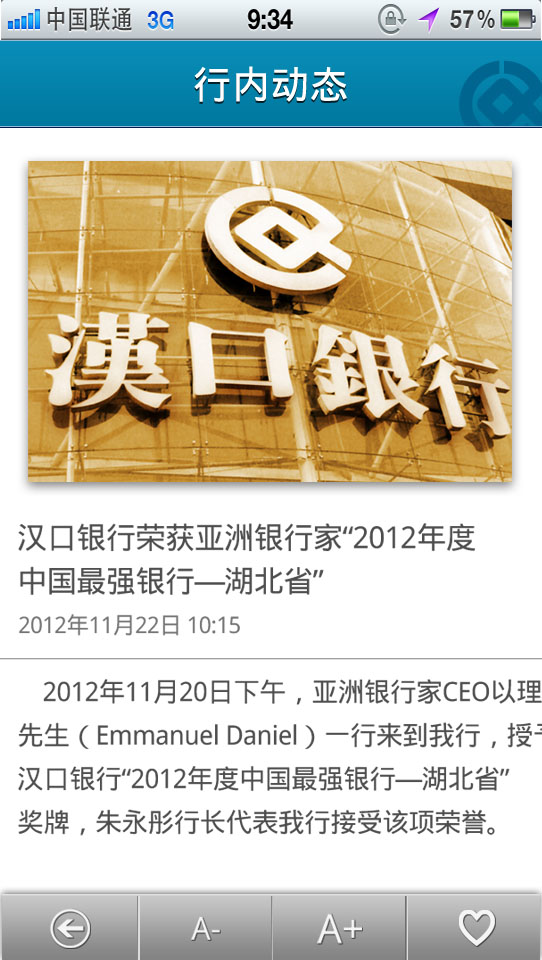 中国联通 3G 9:34 57%
行内动态
漢口銀行
汉口银行荣获亚洲银行家“2012年度
中国最强银行—湖北省”
2012年11月22日 10:15
2012年11月20日下午，亚洲银行家CEO以理
先生（Emmanuel Daniel）一行来到我行，授予
汉口银行“2012年度中国最强银行—湖北省”
奖牌，朱永彤行长代表我行接受该项荣誉。
A- A+